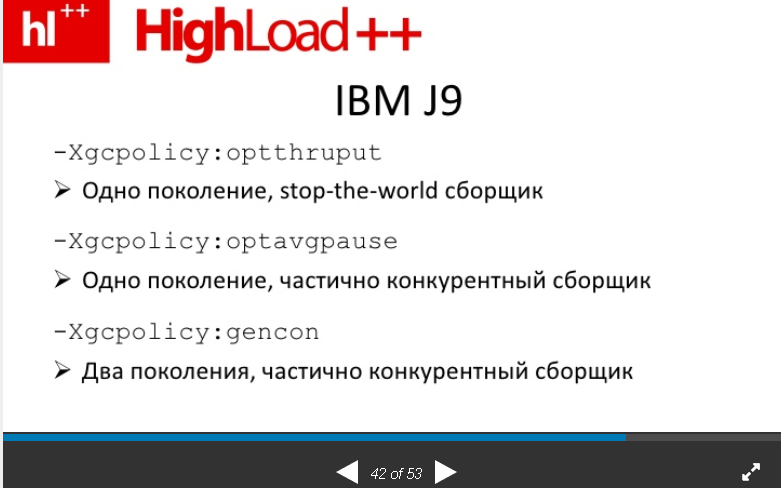 hl++ HighLoad++
IBM J9
-Xgcpolicy:optthruput
➢ Одно поколение, stop-the-world сборщик
-Xgcpolicy:optavgpause
➢ Одно поколение, частично конкурентный сборщик
-Xgcpolicy:gencon
➢ Два поколения, частично конкурентный сборщик
42 of 53